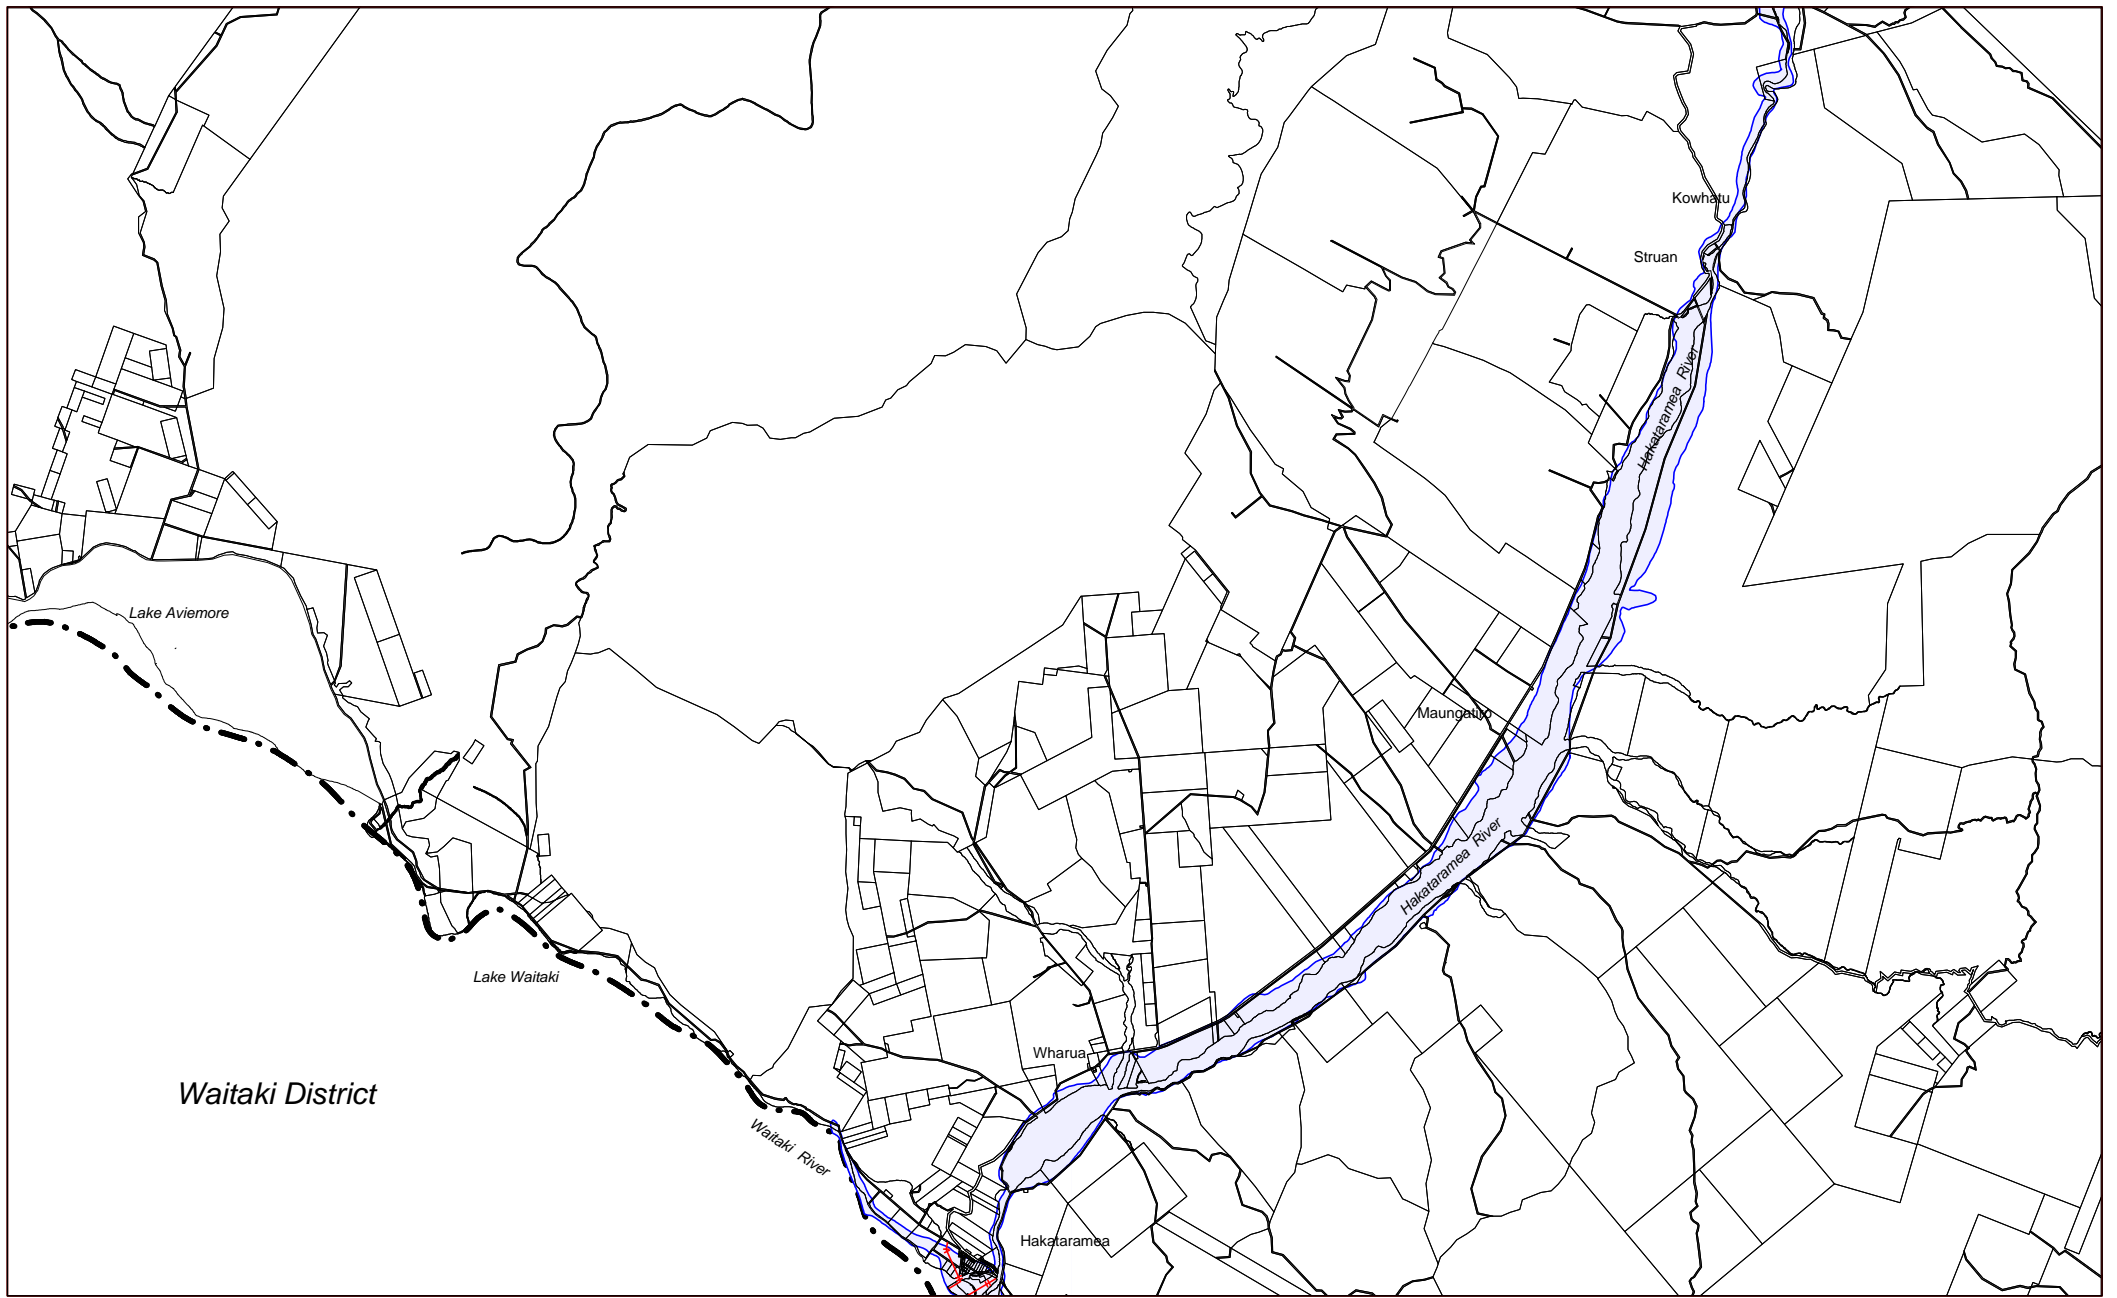 Kowhatu
Struan
Hakataramea River
Lake Aviemore
Maungatiro
Hakataramea River
Lake Waitaki
Wharua
Waitaki District
Waitaki River
Hakataramea